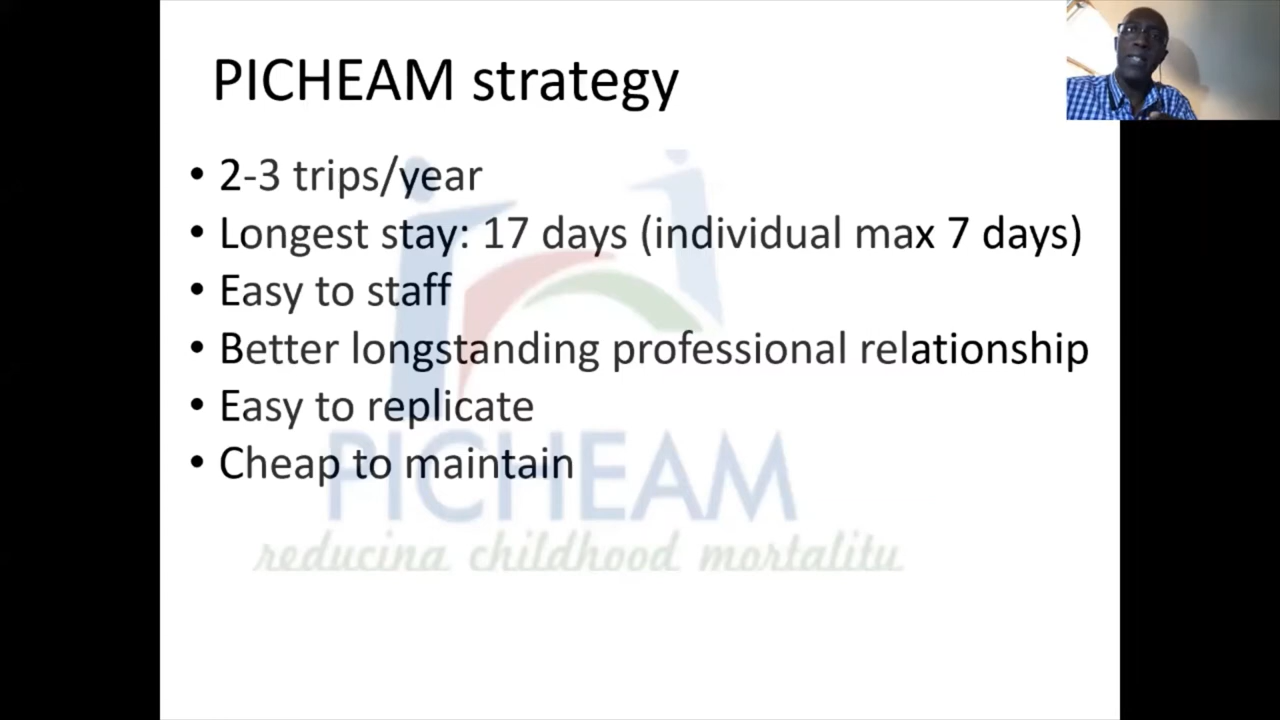 PICHEAM strategy
• 2-3 trips/year
• Longest stay: 17 days (individual max 7 days)
• Easy to staff
• Better longstanding professional relationship
• Easy to replicate
• Cheap to maintain
PICHEAM
reducing childhood mortality